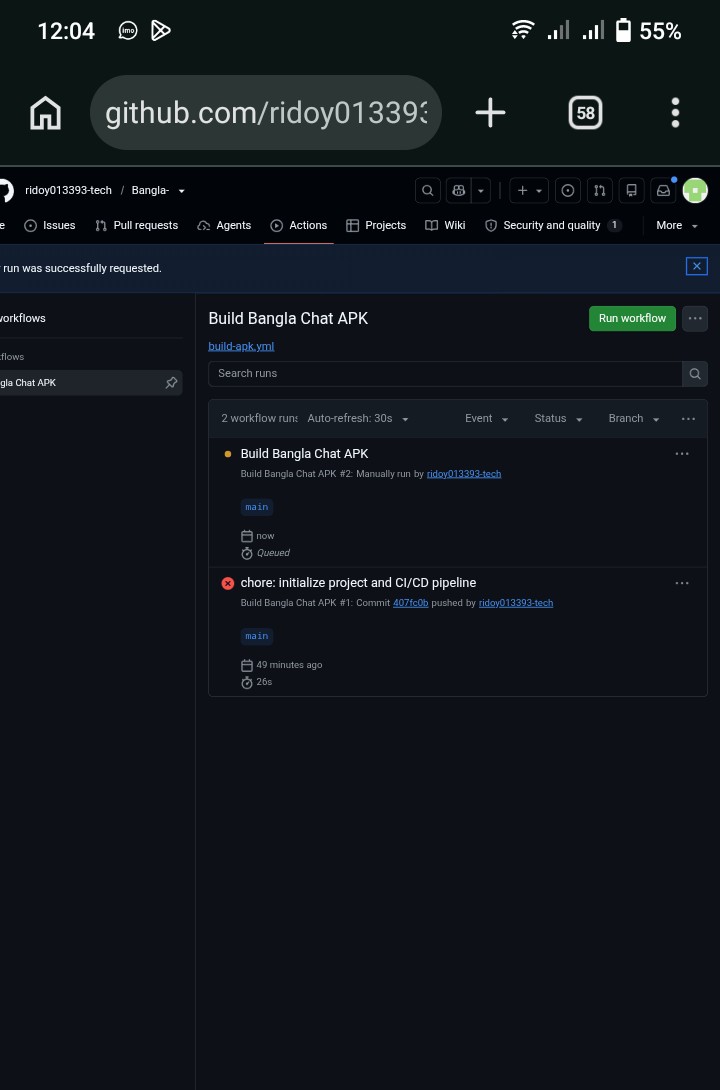 12:04 imo 55%
github.com/ridoy013393
58
ridoy013393-tech / Bangla-
e Issues Pull requests Agents Actions Projects Wiki Security and quality 1 More
run was successfully requested.
workflows
Build Bangla Chat APK Run workflow
build-apk.yml
kflows
Search runs
gla Chat APK
2 workflow runs Auto-refresh: 30s Event Status Branch
Build Bangla Chat APK
Build Bangla Chat APK #2: Manually run by ridoy013393-tech
main
now
Queued
chore: initialize project and CI/CD pipeline
Build Bangla Chat APK #1: Commit 407fc0b pushed by ridoy013393-tech
main
49 minutes ago
26s